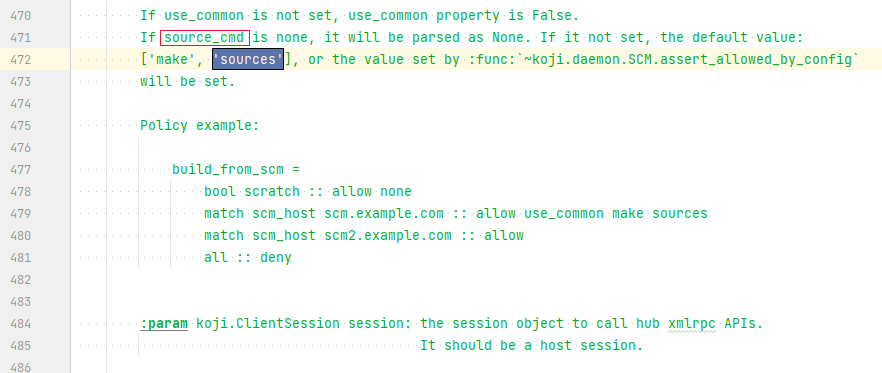 470 If use_common is not set, use_common property is False.
471 If source_cmd is none, it will be parsed as None. If it not set, the default value:
472 ['make', 'sources'], or the value set by :func:`~koji.daemon.SCM.assert_allowed_by_config`
473 will be set.
474
475 Policy example:
476
477 build_from_scm =
478 bool scratch :: allow none
479 match scm_host scm.example.com :: allow use_common make sources
480 match scm_host scm2.example.com :: allow
481 all :: deny
482
483
484 :param koji.ClientSession session: the session object to call hub xmlrpc APIs.
485 It should be a host session.
486